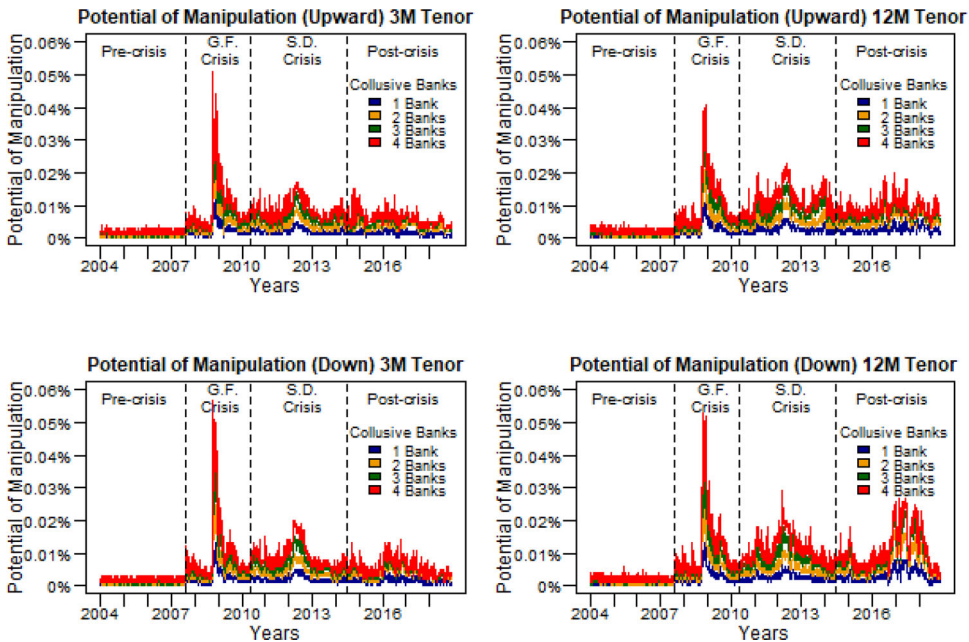 Potential of Manipulation (Upward) 3M Tenor
Potential of Manipulation
0.06%
0.05%
0.04%
0.03%
0.02%
0.01%
0%
Pre-crisis
G.F.
Crisis
S.D.
Crisis
Post-crisis
Collusive Banks
1 Bank
2 Banks
3 Banks
4 Banks
2004 2007 2010 2013 2016
Years
Potential of Manipulation (Upward) 12M Tenor
Potential of Manipulation
0.06%
0.05%
0.04%
0.03%
0.02%
0.01%
0%
Pre-crisis
G.F.
Crisis
S.D.
Crisis
Post-crisis
Collusive Banks
1 Bank
2 Banks
3 Banks
4 Banks
2004 2007 2010 2013 2016
Years
Potential of Manipulation (Down) 3M Tenor
Potential of Manipulation
0.06%
0.05%
0.04%
0.03%
0.02%
0.01%
0%
Pre-crisis
G.F.
Crisis
S.D.
Crisis
Post-crisis
Collusive Banks
1 Bank
2 Banks
3 Banks
4 Banks
2004 2007 2010 2013 2016
Years
Potential of Manipulation (Down) 12M Tenor
Potential of Manipulation
0.06%
0.05%
0.04%
0.03%
0.02%
0.01%
0%
Pre-crisis
G.F.
Crisis
S.D.
Crisis
Post-crisis
Collusive Banks
1 Bank
2 Banks
3 Banks
4 Banks
2004 2007 2010 2013 2016
Years